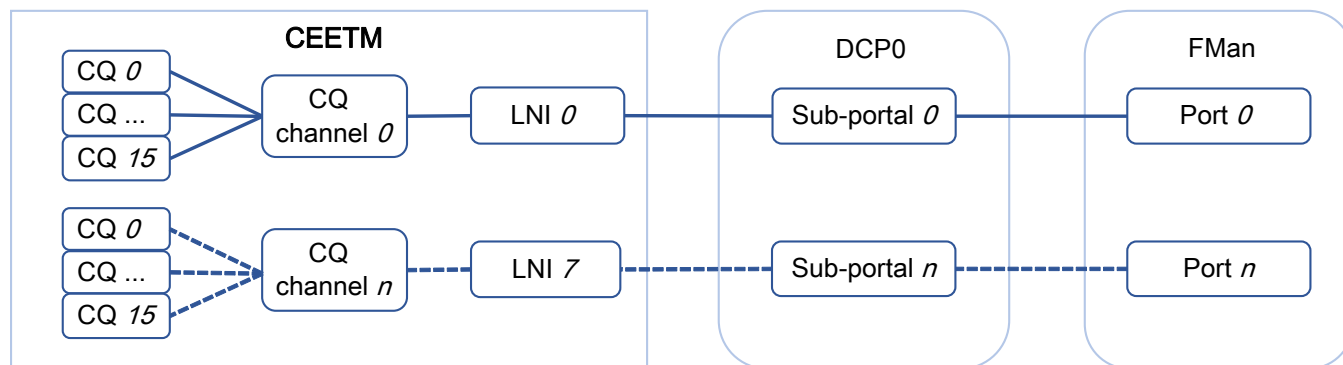 CEETM
DCP0
FMan
CQ 0
CQ ...
CQ 15
CQ
channel 0
LNI 0
Sub-portal 0
Port 0
CQ 0
CQ ...
CQ 15
CQ
channel n
LNI 7
Sub-portal n
Port n